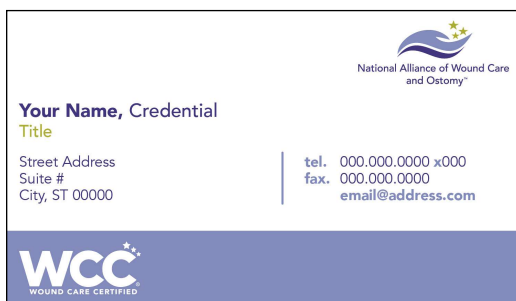 National Alliance of Wound Care
and Ostomy™
Your Name, Credential
Title
Street Address
Suite #
City, ST 00000
tel. 000.000.0000 x000
fax. 000.000.0000
email@address.com
WCC®
WOUND CARE CERTIFIED